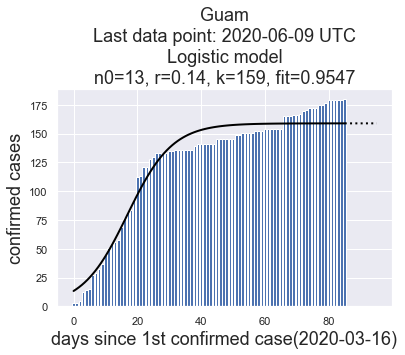 Guam
Last data point: 2020-06-09 UTC
Logistic model
n0=13, r=0.14, k=159, fit=0.9547
confirmed cases
175
150
125
100
75
50
25
0
0 20 40 60 80
days since 1st confirmed case(2020-03-16)